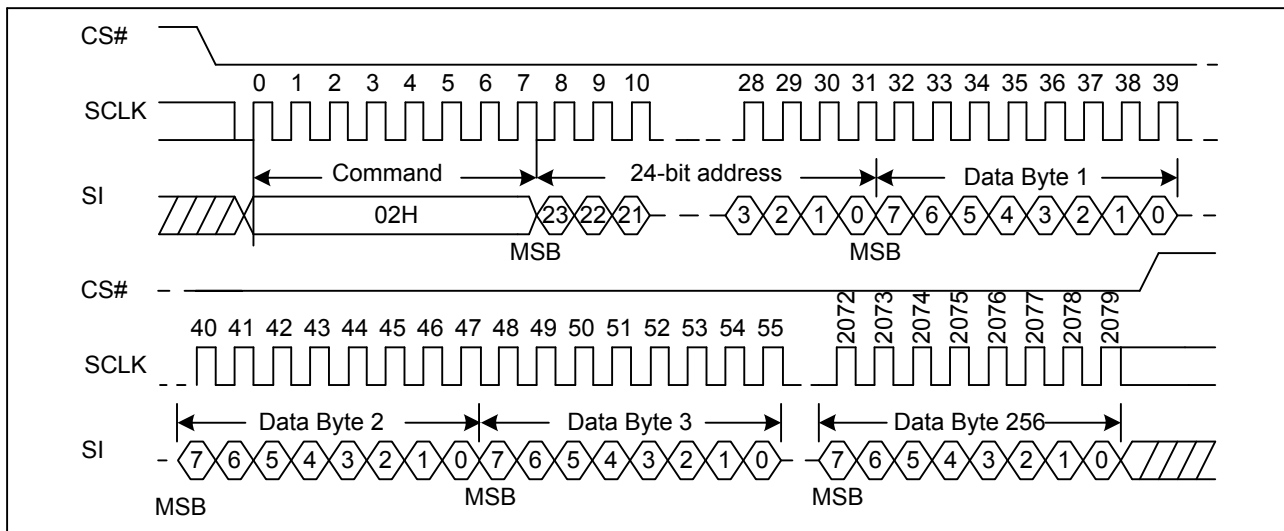 CS#
0 1 2 3 4 5 6 7 8 9 10 28 29 30 31 32 33 34 35 36 37 38 39
SCLK
Command 24-bit address Data Byte 1
SI
02H 23 22 21 3 2 1 0 7 6 5 4 3 2 1 0
MSB MSB
CS#
40 41 42 43 44 45 46 47 48 49 50 51 52 53 54 55 2072 2073 2074 2075 2076 2077 2078 2079
SCLK
Data Byte 2 Data Byte 3 Data Byte 256
SI
7 6 5 4 3 2 1 0 7 6 5 4 3 2 1 0 7 6 5 4 3 2 1 0
MSB MSB MSB